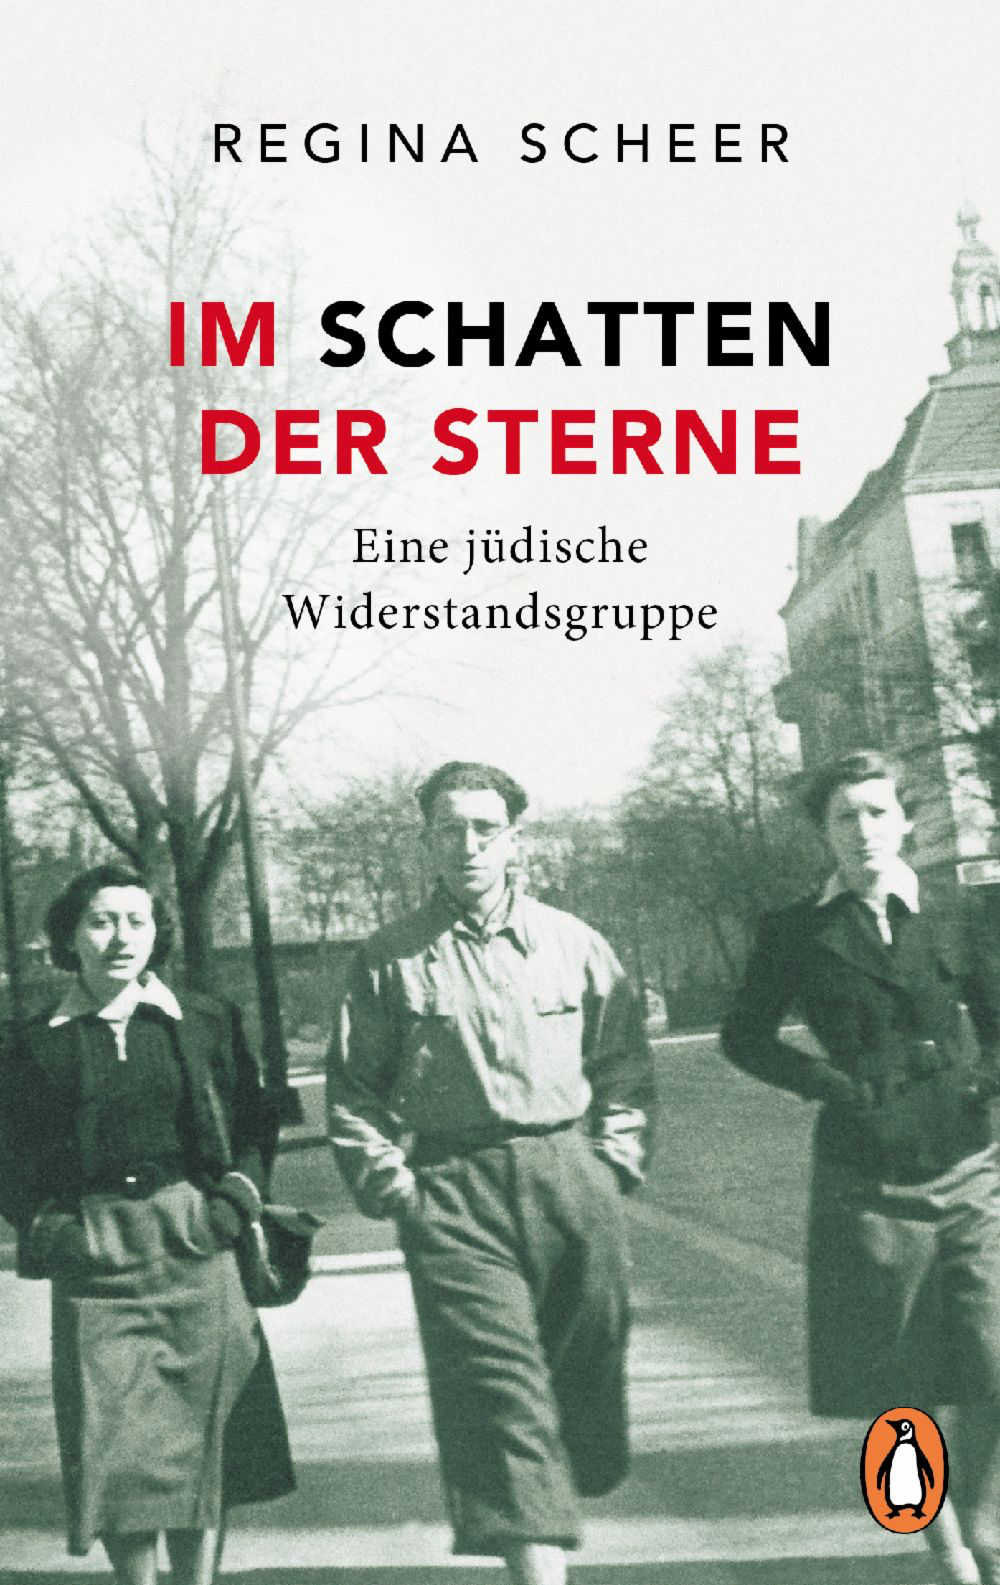 REGINA SCHEER
IM SCHATTEN
DER STERNE
Eine jüdische
Widerstandsgruppe